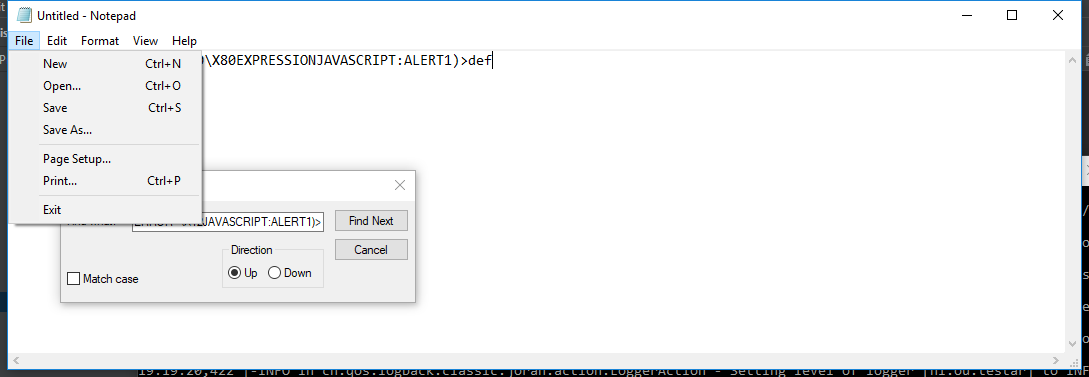 Untitled - Notepad
File Edit Format View Help
\X80EXPRESSIONJAVASCRIPT:ALERT1)>def
New Ctrl+N
Open... Ctrl+O
Save Ctrl+S
Save As...
Page Setup...
Print... Ctrl+P
Exit
JAVASCRIPT:ALERT1)> Find Next
Direction Cancel
Match case Up Down
19:19:20,422 |-INFO in ch.qos.logback.classic.joran.action.LoggerAction - Setting level of logger [nl.ou.testar] to INFO